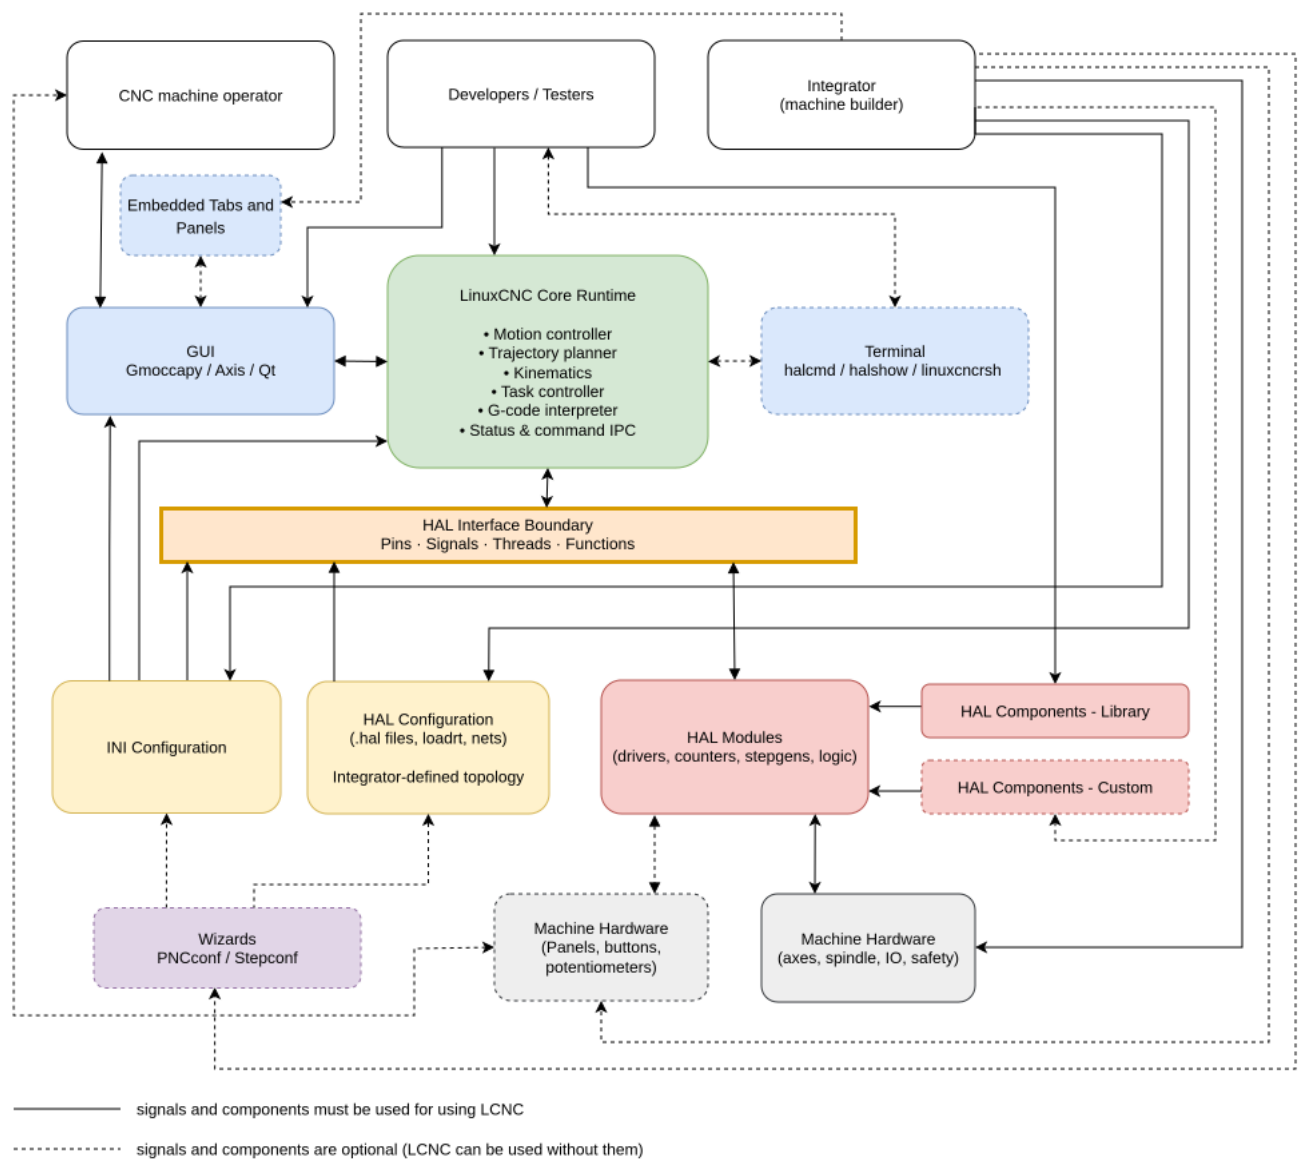 CNC machine operator
Developers / Testers
Integrator
(machine builder)
Embedded Tabs and
Panels
LinuxCNC Core Runtime
• Motion controller
• Trajectory planner
• Kinematics
• Task controller
• G-code interpreter
• Status & command IPC
GUI
Gmoccapy / Axis / Qt
Terminal
halcmd / halshow / linuxcncrsh
HAL Interface Boundary
Pins · Signals · Threads · Functions
INI Configuration
HAL Configuration
(.hal files, loadrt, nets)
Integrator-defined topology
HAL Modules
(drivers, counters, stepgens, logic)
HAL Components - Library
HAL Components - Custom
Wizards
PNCconf / Stepconf
Machine Hardware
(Panels, buttons,
potentiometers)
Machine Hardware
(axes, spindle, IO, safety)
signals and components must be used for using LCNC
signals and components are optional (LCNC can be used without them)